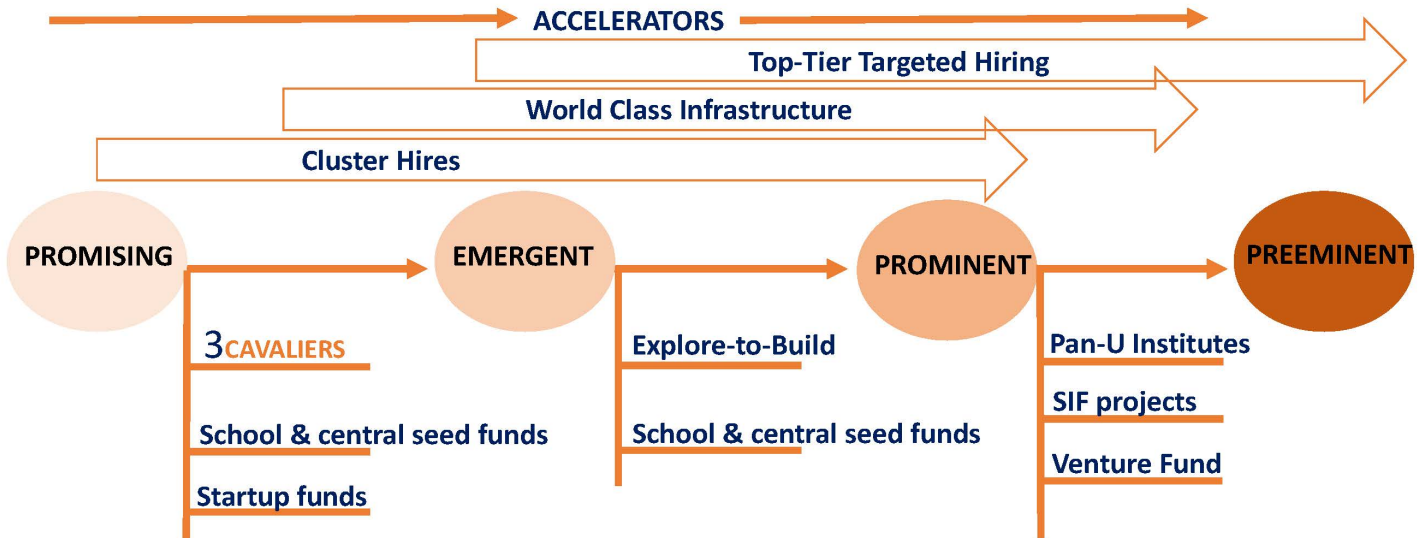 ACCELERATORS
Top-Tier Targeted Hiring
World Class Infrastructure
Cluster Hires
PROMISING
EMERGENT
PROMINENT
PREEMINENT
3CAVALIERS
School & central seed funds
Startup funds
Explore-to-Build
School & central seed funds
Pan-U Institutes
SIF projects
Venture Fund